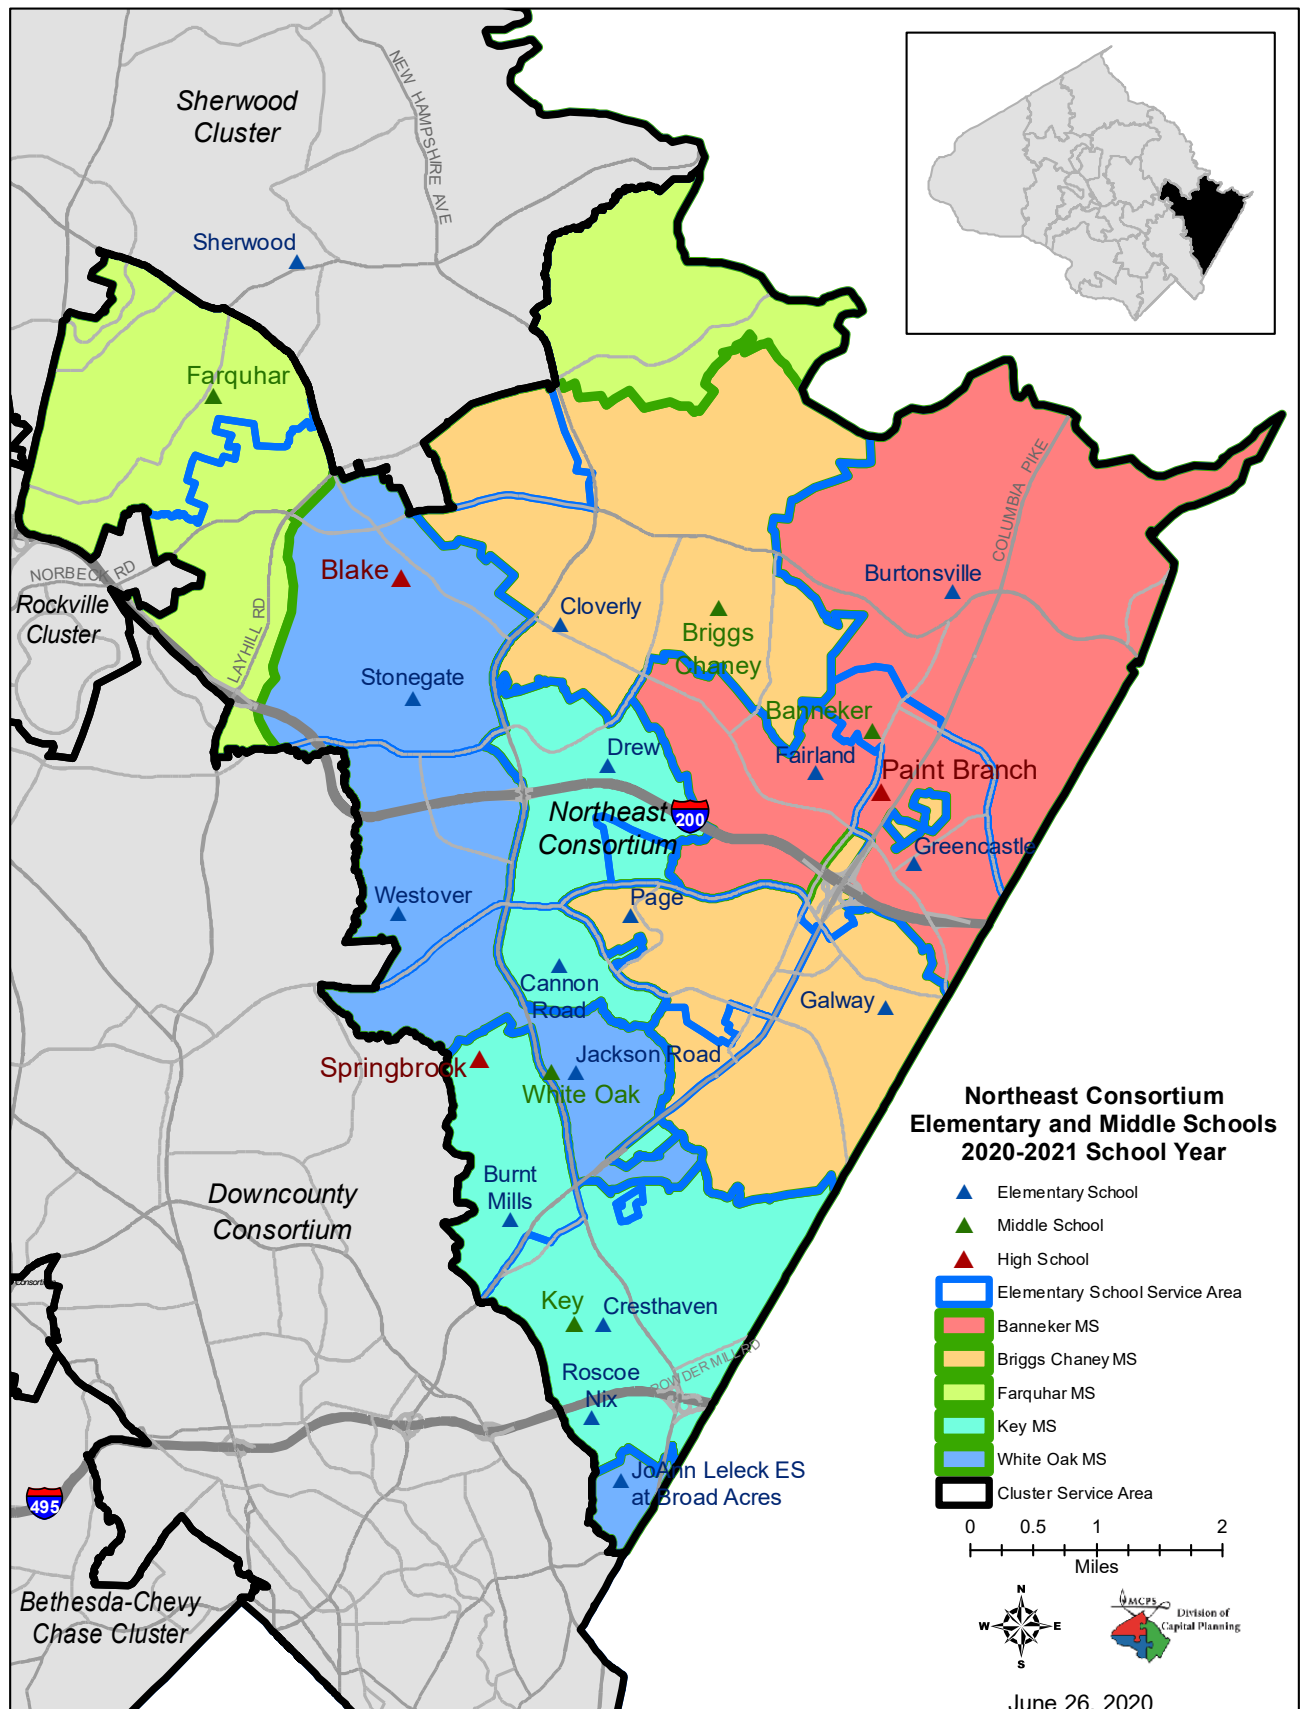 Sherwood
Cluster
NEW HAMPSHIRE AVE
Sherwood
Farquhar
COLUMBIA PIKE
Blake
NORBECK RD
Rockville
Cluster
LAYHILL RD
Burtonsville
Cloverly
Briggs
Chaney
Stonegate
Banneker
Drew
Fairland
Paint Branch
Northeast
Consortium
200
Greencastle
Westover
Page
Cannon
Road
Galway
Springbrook
Jackson Road
White Oak
Northeast Consortium
Elementary and Middle Schools
2020-2021 School Year
Burnt
Mills
Downcounty
Consortium
Consorti
Key
Cresthaven
POWDER MILL RD
Roscoe
Nix
JoAnn Leleck ES
at Broad Acres
495
Bethesda-Chevy
Chase Cluster
Elementary School
Middle School
High School
Elementary School Service Area
Banneker MS
Briggs Chaney MS
Farquhar MS
Key MS
White Oak MS
Cluster Service Area
0 0.5 1 2
Miles
N
W E
S
MCPS
Division of
Capital Planning
June 26, 2020